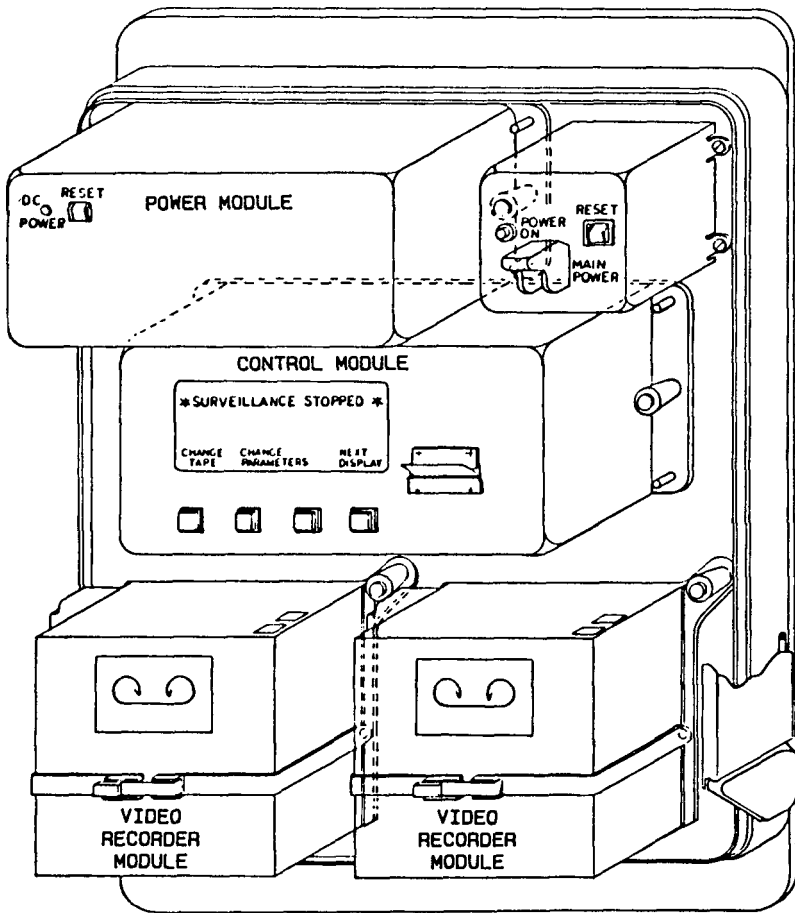 DC POWER
RESET
POWER MODULE
POWER ON
RESET
MAIN POWER
CONTROL MODULE
*SURVEILLANCE STOPPED *
CHANGE TAPE
CHANGE PARAMETERS
NEXT DISPLAY
VIDEO
RECORDER
MODULE
VIDEO
RECORDER
MODULE